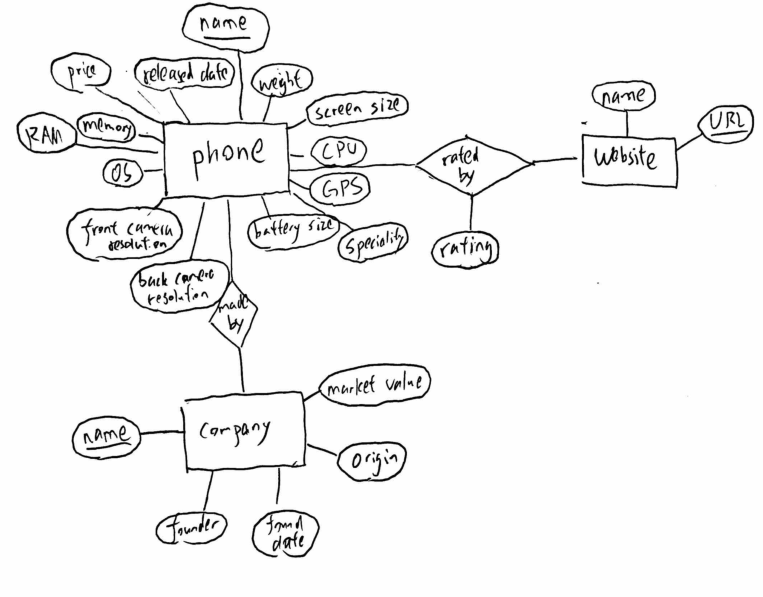 name
price
released date
weight
screen size
name
URL
RAM
memory
phone
CPU
rated
by
website
OS
GPS
front camera
resolution
battery size
speciality
rating
back camera
resolution
made
by
market value
name
company
origin
founder
found
date